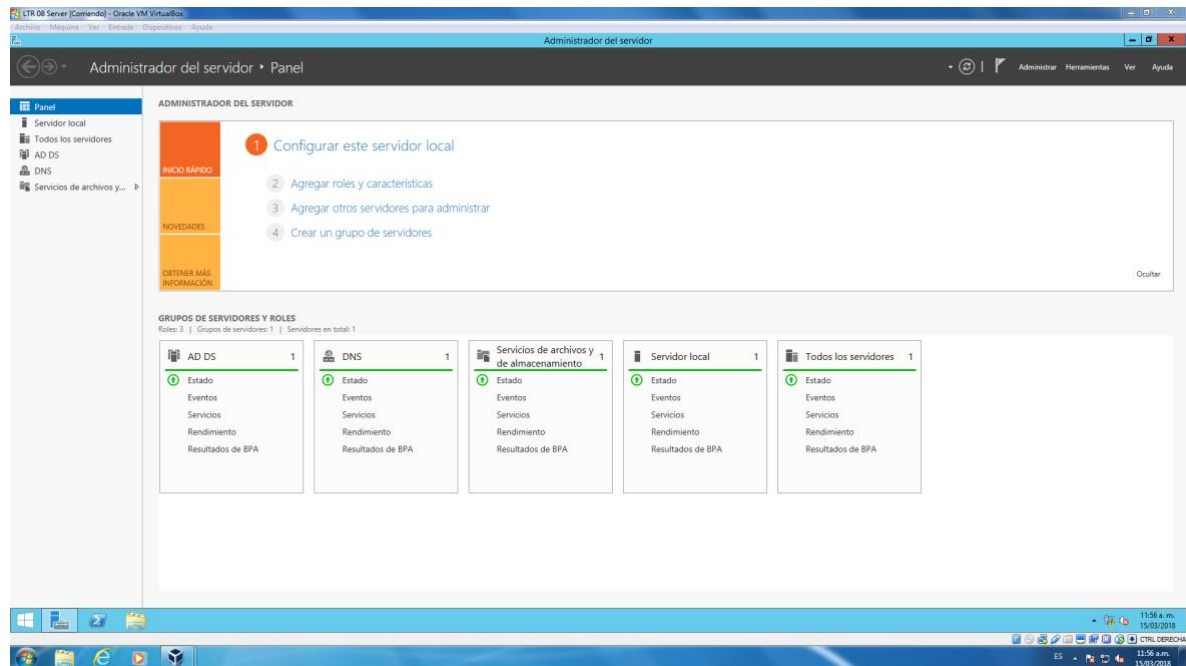 LTR 08 Server [Corriendo] - Oracle VM VirtualBox
Archivo Máquina Ver Entrada Dispositivos Ayuda
Administrador del servidor
Administrador del servidor ‣ Panel
Administrar Herramientas Ver Ayuda
Panel
Servidor local
Todos los servidores
AD DS
DNS
Servicios de archivos y...
ADMINISTRADOR DEL SERVIDOR
INICIO RÁPIDO
NOVEDADES
OBTENER MÁS
INFORMACIÓN
1 Configurar este servidor local
2 Agregar roles y características
3 Agregar otros servidores para administrar
4 Crear un grupo de servidores
Ocultar
GRUPOS DE SERVIDORES Y ROLES
Roles: 3 | Grupos de servidores: 1 | Servidores en total: 1
AD DS 1
Estado
Eventos
Servicios
Rendimiento
Resultados de BPA
DNS 1
Estado
Eventos
Servicios
Rendimiento
Resultados de BPA
Servicios de archivos y
de almacenamiento 1
Estado
Eventos
Servicios
Rendimiento
Resultados de BPA
Servidor local 1
Estado
Eventos
Servicios
Rendimiento
Resultados de BPA
Todos los servidores 1
Estado
Eventos
Servicios
Rendimiento
Resultados de BPA
11:56 a. m.
15/03/2018
CTRL DERECHA
ES
11:56 a.m.
15/03/2018